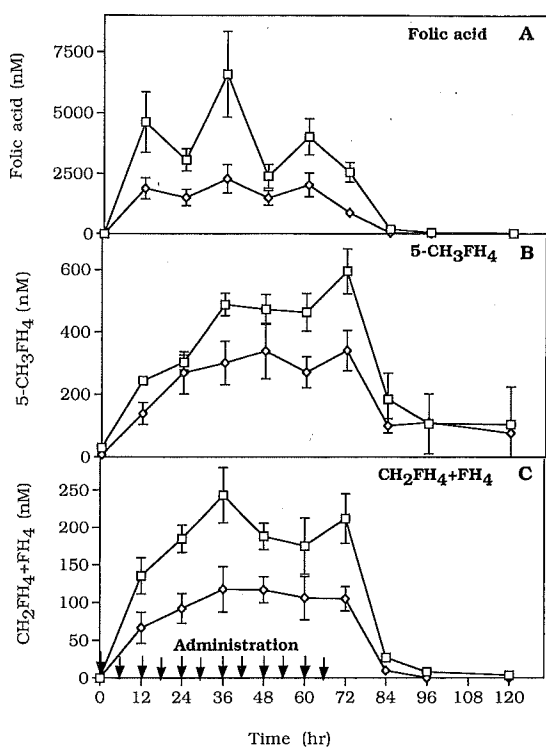 Folic acid A
7500
5000
2500
0
Folic acid (nM)
5-CH3FH4 B
600
400
200
0
5-CH3FH4 (nM)
CH2FH4+FH4 C
250
200
150
100
50
0
CH2FH4+FH4 (nM)
Administration
0 12 24 36 48 60 72 84 96 120
Time (hr)